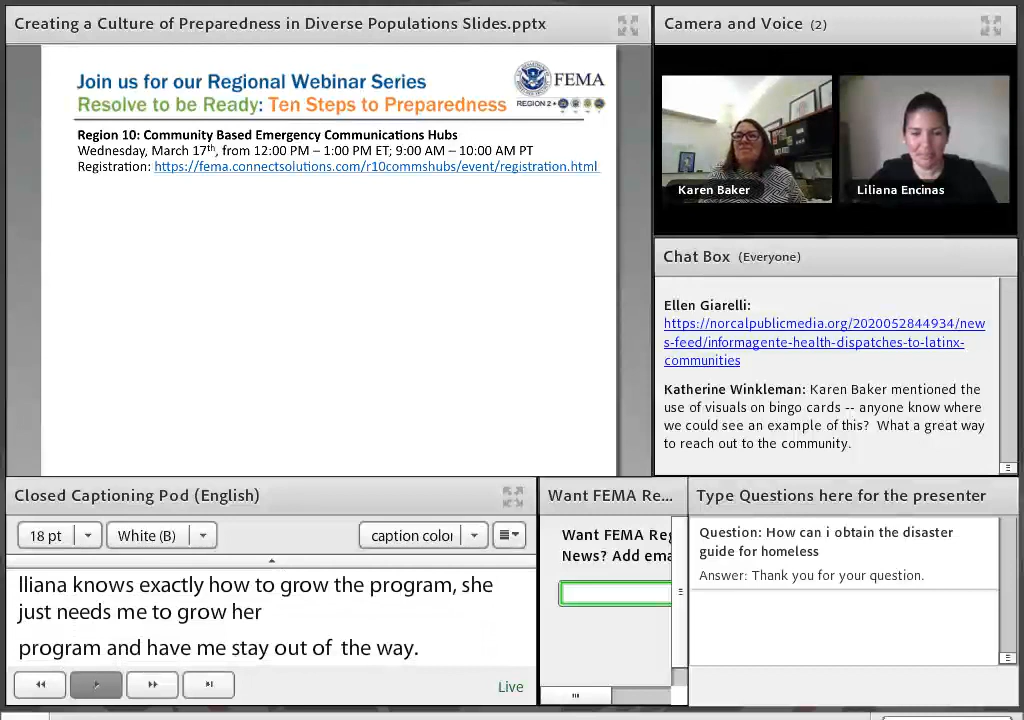 Creating a Culture of Preparedness in Diverse Populations Slides.pptx
Join us for our Regional Webinar Series
Resolve to be Ready: Ten Steps to Preparedness
FEMA
REGION 2
Region 10: Community Based Emergency Communications Hubs
Wednesday, March 17th, from 12:00 PM – 1:00 PM ET; 9:00 AM – 10:00 AM PT
Registration: https://fema.connectsolutions.com/r10commshubs/event/registration.html
Camera and Voice (2)
Karen Baker
Liliana Encinas
Chat Box (Everyone)
Ellen Giarelli:
https://norcalpublicmedia.org/2020052844934/new
s-feed/informagente-health-dispatches-to-latinx-
communities
Katherine Winkleman: Karen Baker mentioned the
use of visuals on bingo cards -- anyone know where
we could see an example of this? What a great way
to reach out to the community.
Closed Captioning Pod (English)
18 pt
White (B)
caption color
lliana knows exactly how to grow the program, she
just needs me to grow her
program and have me stay out of the way.
Live
Want FEMA Re...
Want FEMA Reg
News? Add ema
Type Questions here for the presenter
Question: How can i obtain the disaster
guide for homeless
Answer: Thank you for your question.